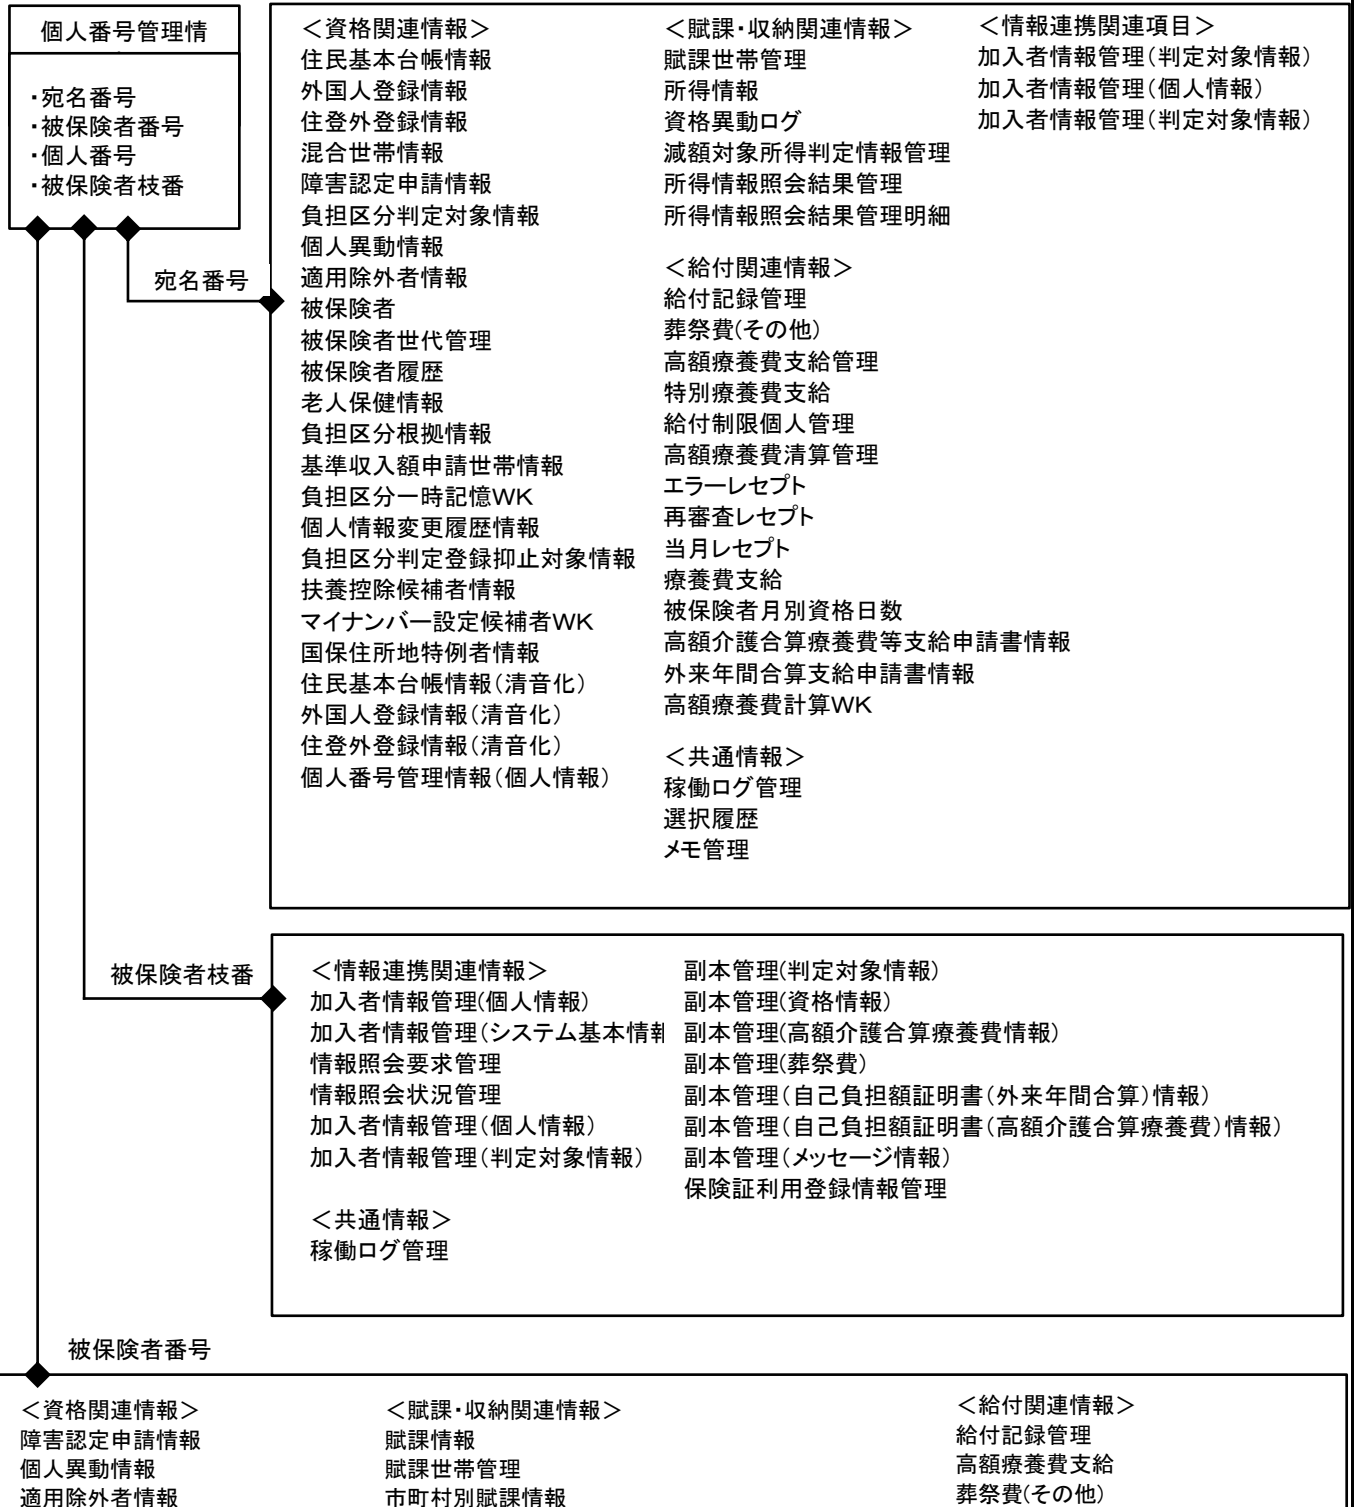 個人番号管理情
・宛名番号
・被保険者番号
・個人番号
・被保険者枝番
宛名番号
＜資格関連情報＞
住民基本台帳情報
外国人登録情報
住登外登録情報
混合世帯情報
障害認定申請情報
負担区分判定対象情報
個人異動情報
適用除外者情報
被保険者
被保険者世代管理
被保険者履歴
老人保健情報
負担区分根拠情報
基準収入額申請世帯情報
負担区分一時記憶ＷＫ
個人情報変更履歴情報
負担区分判定登録抑止対象情報
扶養控除候補者情報
マイナンバー設定候補者ＷＫ
国保住所地特例者情報
住民基本台帳情報（清音化）
外国人登録情報（清音化）
住登外登録情報（清音化）
個人番号管理情報（個人情報）
＜賦課・収納関連情報＞
賦課世帯管理
所得情報
資格異動ログ
減額対象所得判定情報管理
所得情報照会結果管理
所得情報照会結果管理明細
＜給付関連情報＞
給付記録管理
葬祭費(その他)
高額療養費支給管理
特別療養費支給
給付制限個人管理
高額療養費清算管理
エラーレセプト
再審査レセプト
当月レセプト
療養費支給
被保険者月別資格日数
高額介護合算療養費等支給申請書情報
外来年間合算支給申請書情報
高額療養費計算ＷＫ
＜共通情報＞
稼働ログ管理
選択履歴
メモ管理
＜情報連携関連項目＞
加入者情報管理（判定対象情報）
加入者情報管理（個人情報）
加入者情報管理（判定対象情報）
被保険者枝番
＜情報連携関連情報＞
加入者情報管理(個人情報）
加入者情報管理（システム基本情報
情報照会要求管理
情報照会状況管理
加入者情報管理（個人情報）
加入者情報管理（判定対象情報）
＜共通情報＞
稼働ログ管理
副本管理(判定対象情報）
副本管理(資格情報）
副本管理(高額介護合算療養費情報）
副本管理(葬祭費）
副本管理（自己負担額証明書（外来年間合算）情報）
副本管理（自己負担額証明書（高額介護合算療養費）情報）
副本管理（メッセージ情報）
保険証利用登録情報管理
被保険者番号
＜資格関連情報＞
障害認定申請情報
個人異動情報
適用除外者情報
＜賦課・収納関連情報＞
賦課情報
賦課世帯管理
市町村別賦課情報
＜給付関連情報＞
給付記録管理
高額療養費支給
葬祭費(その他)